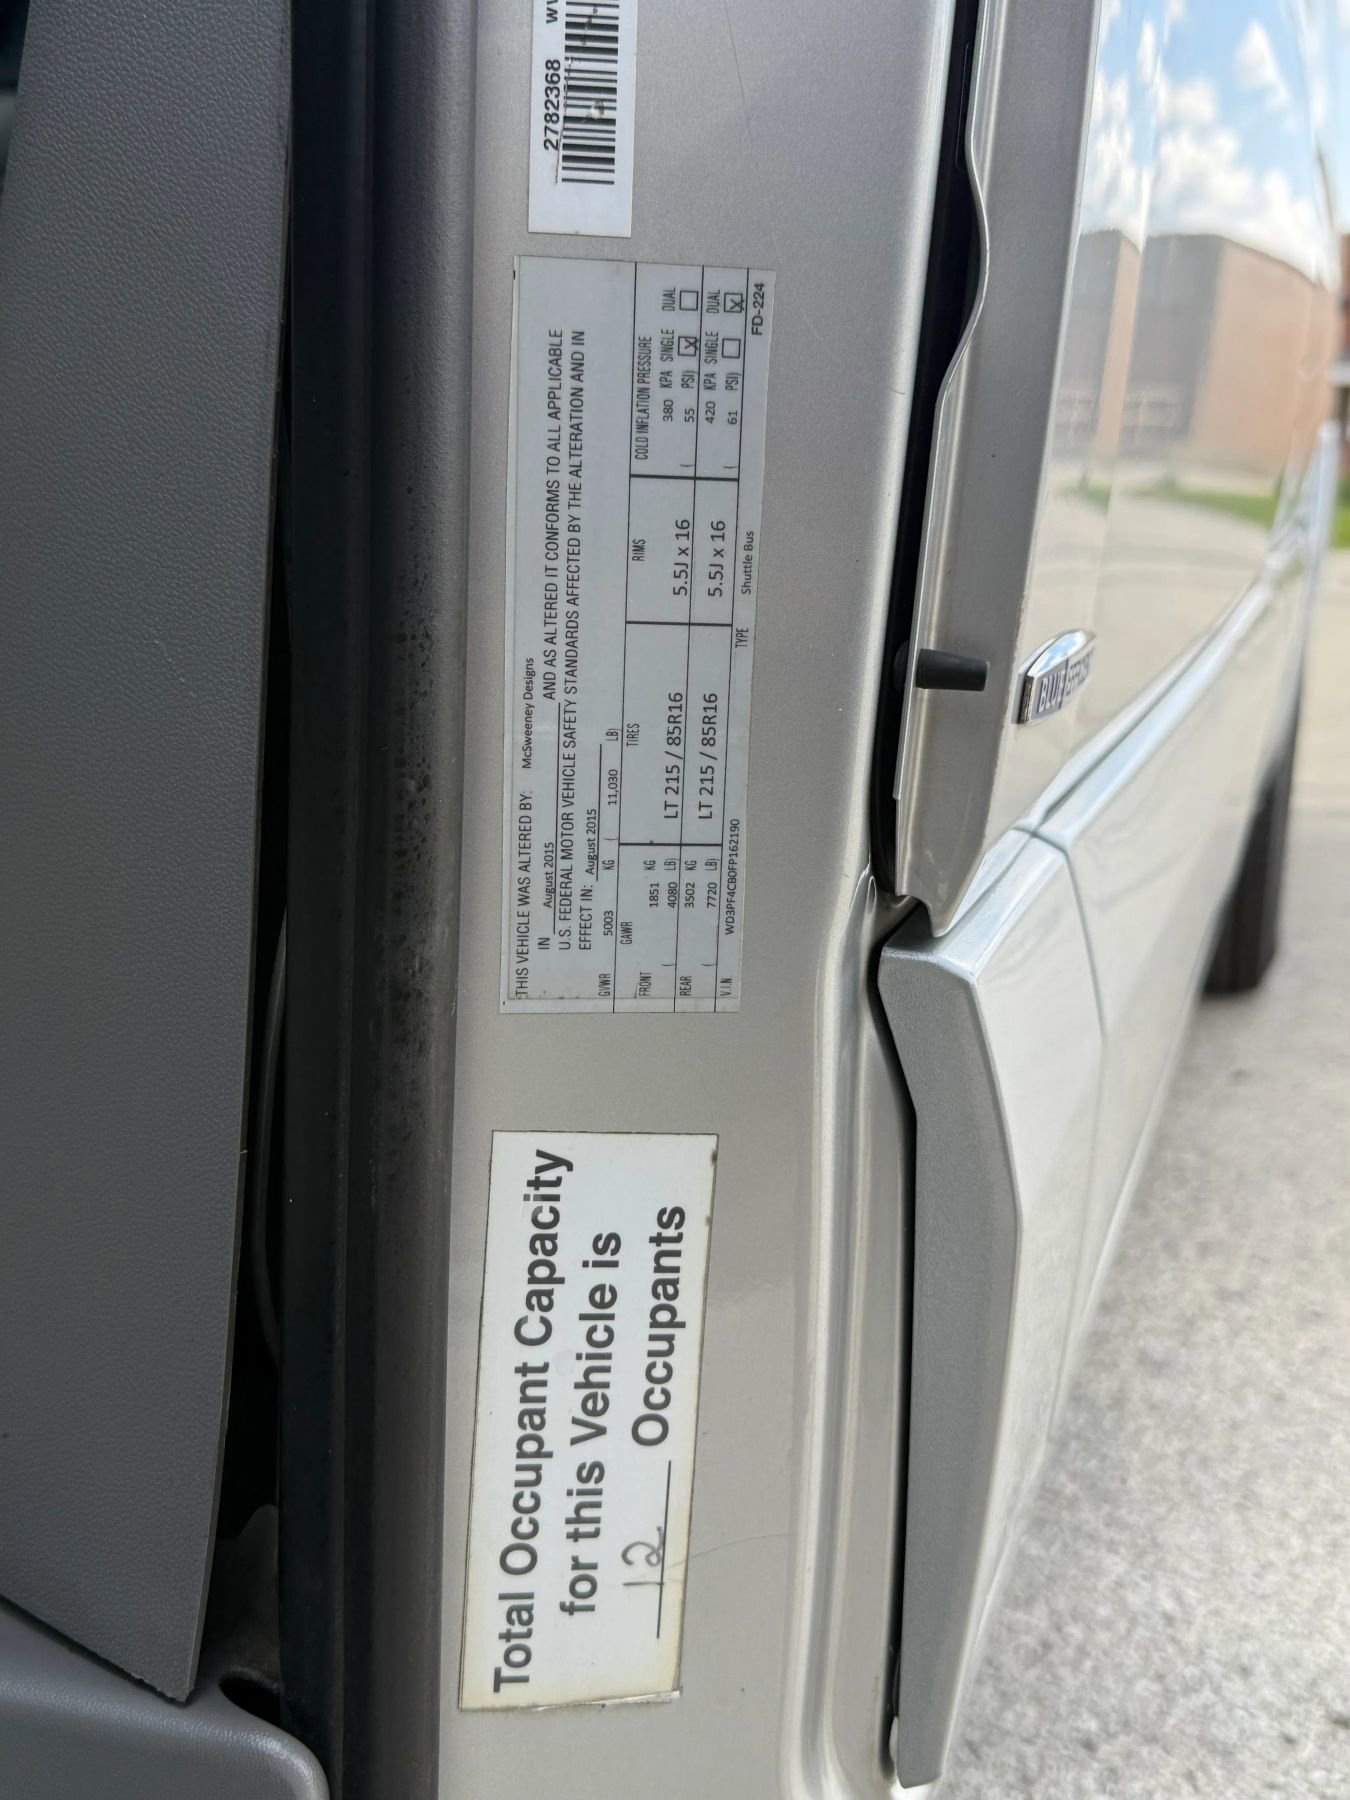 2782368
THIS VEHICLE WAS ALTERED BY: McSweeney Designs
IN August 2015 AND AS ALTERED IT CONFORMS TO ALL APPLICABLE
U.S. FEDERAL MOTOR VEHICLE SAFETY STANDARDS AFFECTED BY THE ALTERATION AND IN
EFFECT IN: August 2015
GVWR 5003 KG ( 11,030 LB)
GAWR TIRES RIMS COLD INFLATION PRESSURE
FRONT 1851 KG LT 215 / 85R16 5.5J x 16 380 KPA SINGLE DUAL
( 4080 LB) ( 55 PSI) X
REAR 3502 KG LT 215 / 85R16 5.5J x 16 420 KPA SINGLE DUAL
( 7720 LB) ( 61 PSI) X
V.I.N. WD3PF4CB0FP162190 TYPE Shuttle Bus FD-224
Total Occupant Capacity
for this Vehicle is
12 Occupants
BLUE